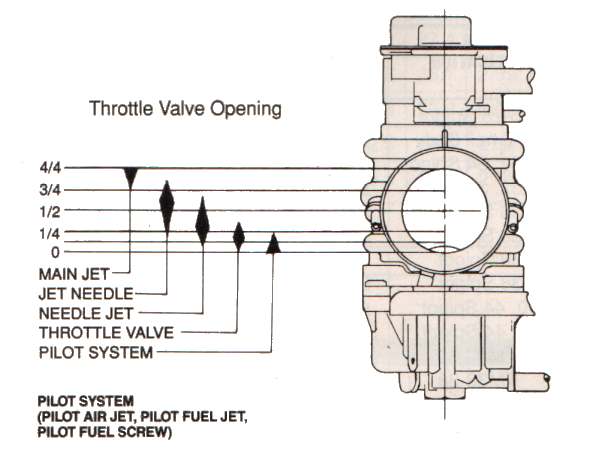 Throttle Valve Opening
4/4
3/4
1/2
1/4
0
MAIN JET
JET NEEDLE
NEEDLE JET
THROTTLE VALVE
PILOT SYSTEM
PILOT SYSTEM
(PILOT AIR JET, PILOT FUEL JET,
PILOT FUEL SCREW)